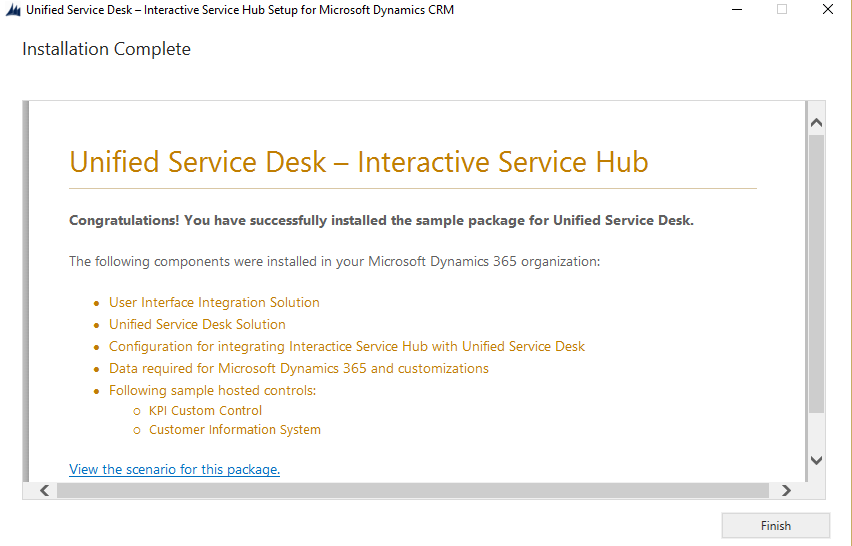 Unified Service Desk – Interactive Service Hub Setup for Microsoft Dynamics CRM
Installation Complete
Unified Service Desk – Interactive Service Hub
Congratulations! You have successfully installed the sample package for Unified Service Desk.
The following components were installed in your Microsoft Dynamics 365 organization:
• User Interface Integration Solution
• Unified Service Desk Solution
• Configuration for integrating Interactice Service Hub with Unified Service Desk
• Data required for Microsoft Dynamics 365 and customizations
• Following sample hosted controls:
○ KPI Custom Control
○ Customer Information System
View the scenario for this package.
Finish